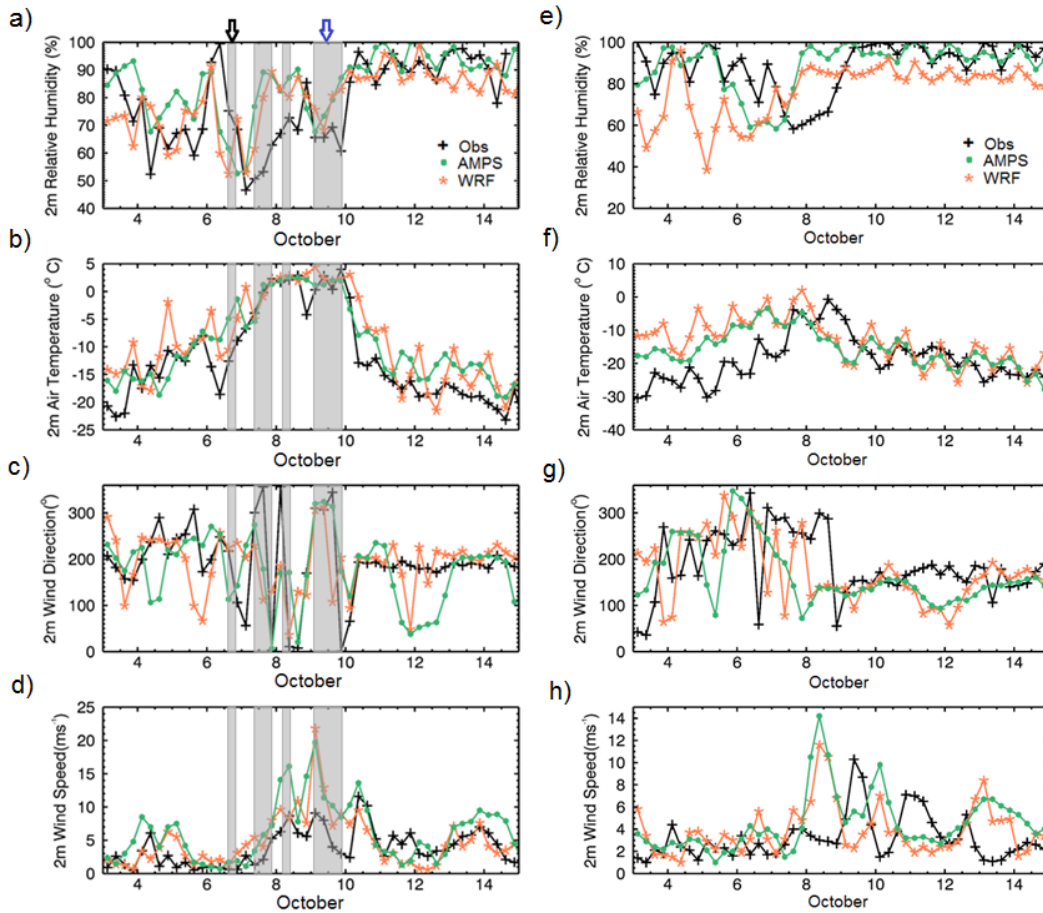 a)
2m Relative Humidity (%)
100
90
80
70
60
50
40
Obs
AMPS
WRF
4 6 8 10 12 14
October
b)
2m Air Temperature (° C)
5
0
-5
-10
-15
-20
-25
4 6 8 10 12 14
October
c)
2m Wind Direction(°)
300
200
100
0
4 6 8 10 12 14
October
d)
2m Wind Speed(ms⁻¹)
25
20
15
10
5
0
4 6 8 10 12 14
October
e)
2m Relative Humidity (%)
100
80
60
40
20
Obs
AMPS
WRF
4 6 8 10 12 14
October
f)
2m Air Temperature (° C)
10
0
-10
-20
-30
-40
4 6 8 10 12 14
October
g)
2m Wind Direction(°)
300
200
100
0
4 6 8 10 12 14
October
h)
2m Wind Speed(ms⁻¹)
14
12
10
8
6
4
2
0
4 6 8 10 12 14
October